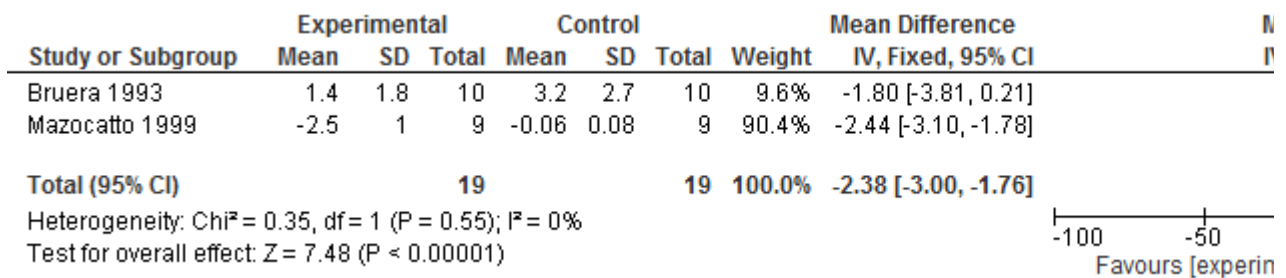 Experimental Control Mean Difference M
Study or Subgroup Mean SD Total Mean SD Total Weight IV, Fixed, 95% CI IV
Bruera 1993 1.4 1.8 10 3.2 2.7 10 9.6% -1.80 [-3.81, 0.21]
Mazocatto 1999 -2.5 1 9 -0.06 0.08 9 90.4% -2.44 [-3.10, -1.78]
Total (95% CI) 19 19 100.0% -2.38 [-3.00, -1.76]
Heterogeneity: Chi² = 0.35, df = 1 (P = 0.55); I² = 0%
Test for overall effect: Z = 7.48 (P < 0.00001)
-100 -50
Favours [experim